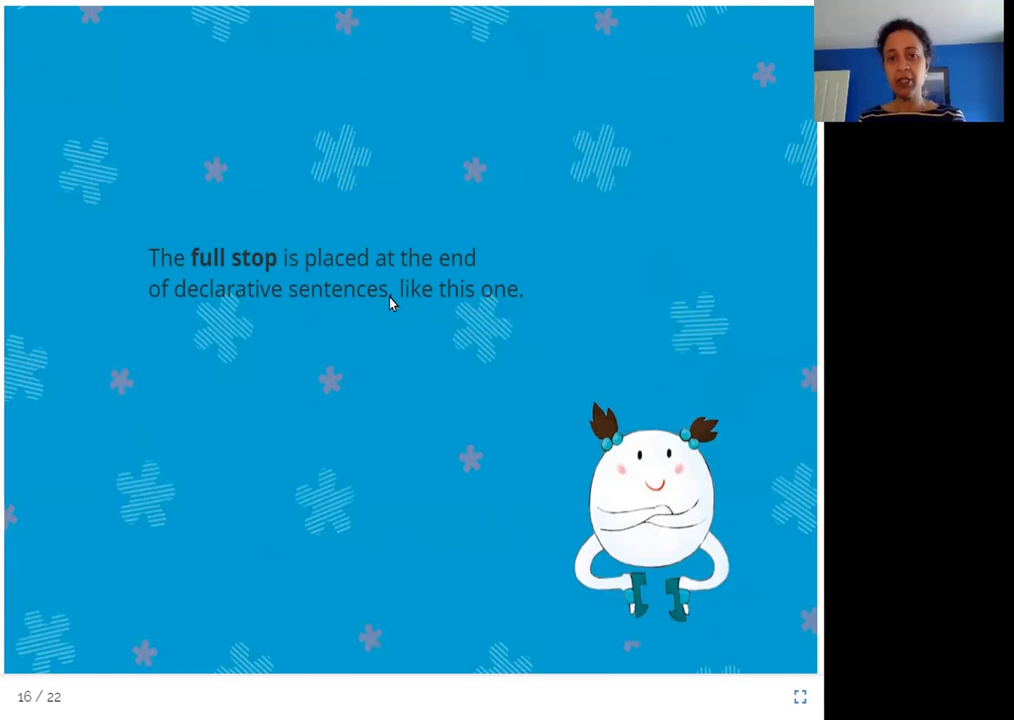 The full stop is placed at the end
of declarative sentences, like this one.
16 / 22